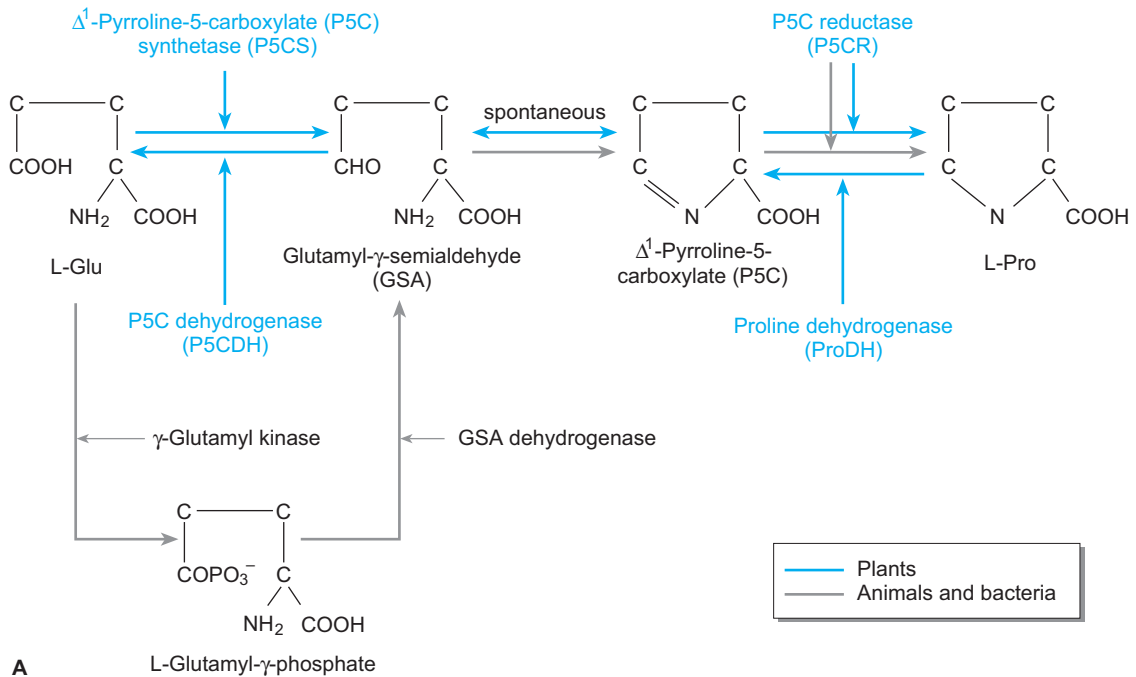 Δ¹-Pyrroline-5-carboxylate (P5C)
synthetase (P5CS)
P5C reductase
(P5CR)
C C
C C
C C
C C
spontaneous
COOH C
CHO C
C C
C C
NH₂ COOH
NH₂ COOH
N COOH
N COOH
L-Glu
Glutamyl-γ-semialdehyde
(GSA)
Δ¹-Pyrroline-5-
carboxylate (P5C)
L-Pro
P5C dehydrogenase
(P5CDH)
Proline dehydrogenase
(ProDH)
γ-Glutamyl kinase
GSA dehydrogenase
C C
COPO₃⁻ C
NH₂ COOH
L-Glutamyl-γ-phosphate
Plants
Animals and bacteria
A